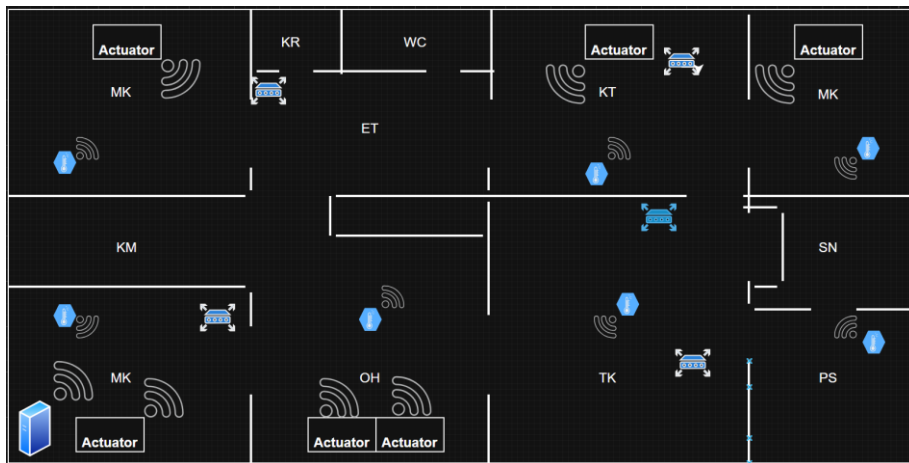 Actuator
KR
WC
Actuator
Actuator
MK
KT
MK
ET
KM
SN
MK
OH
TK
PS
Actuator
Actuator
Actuator